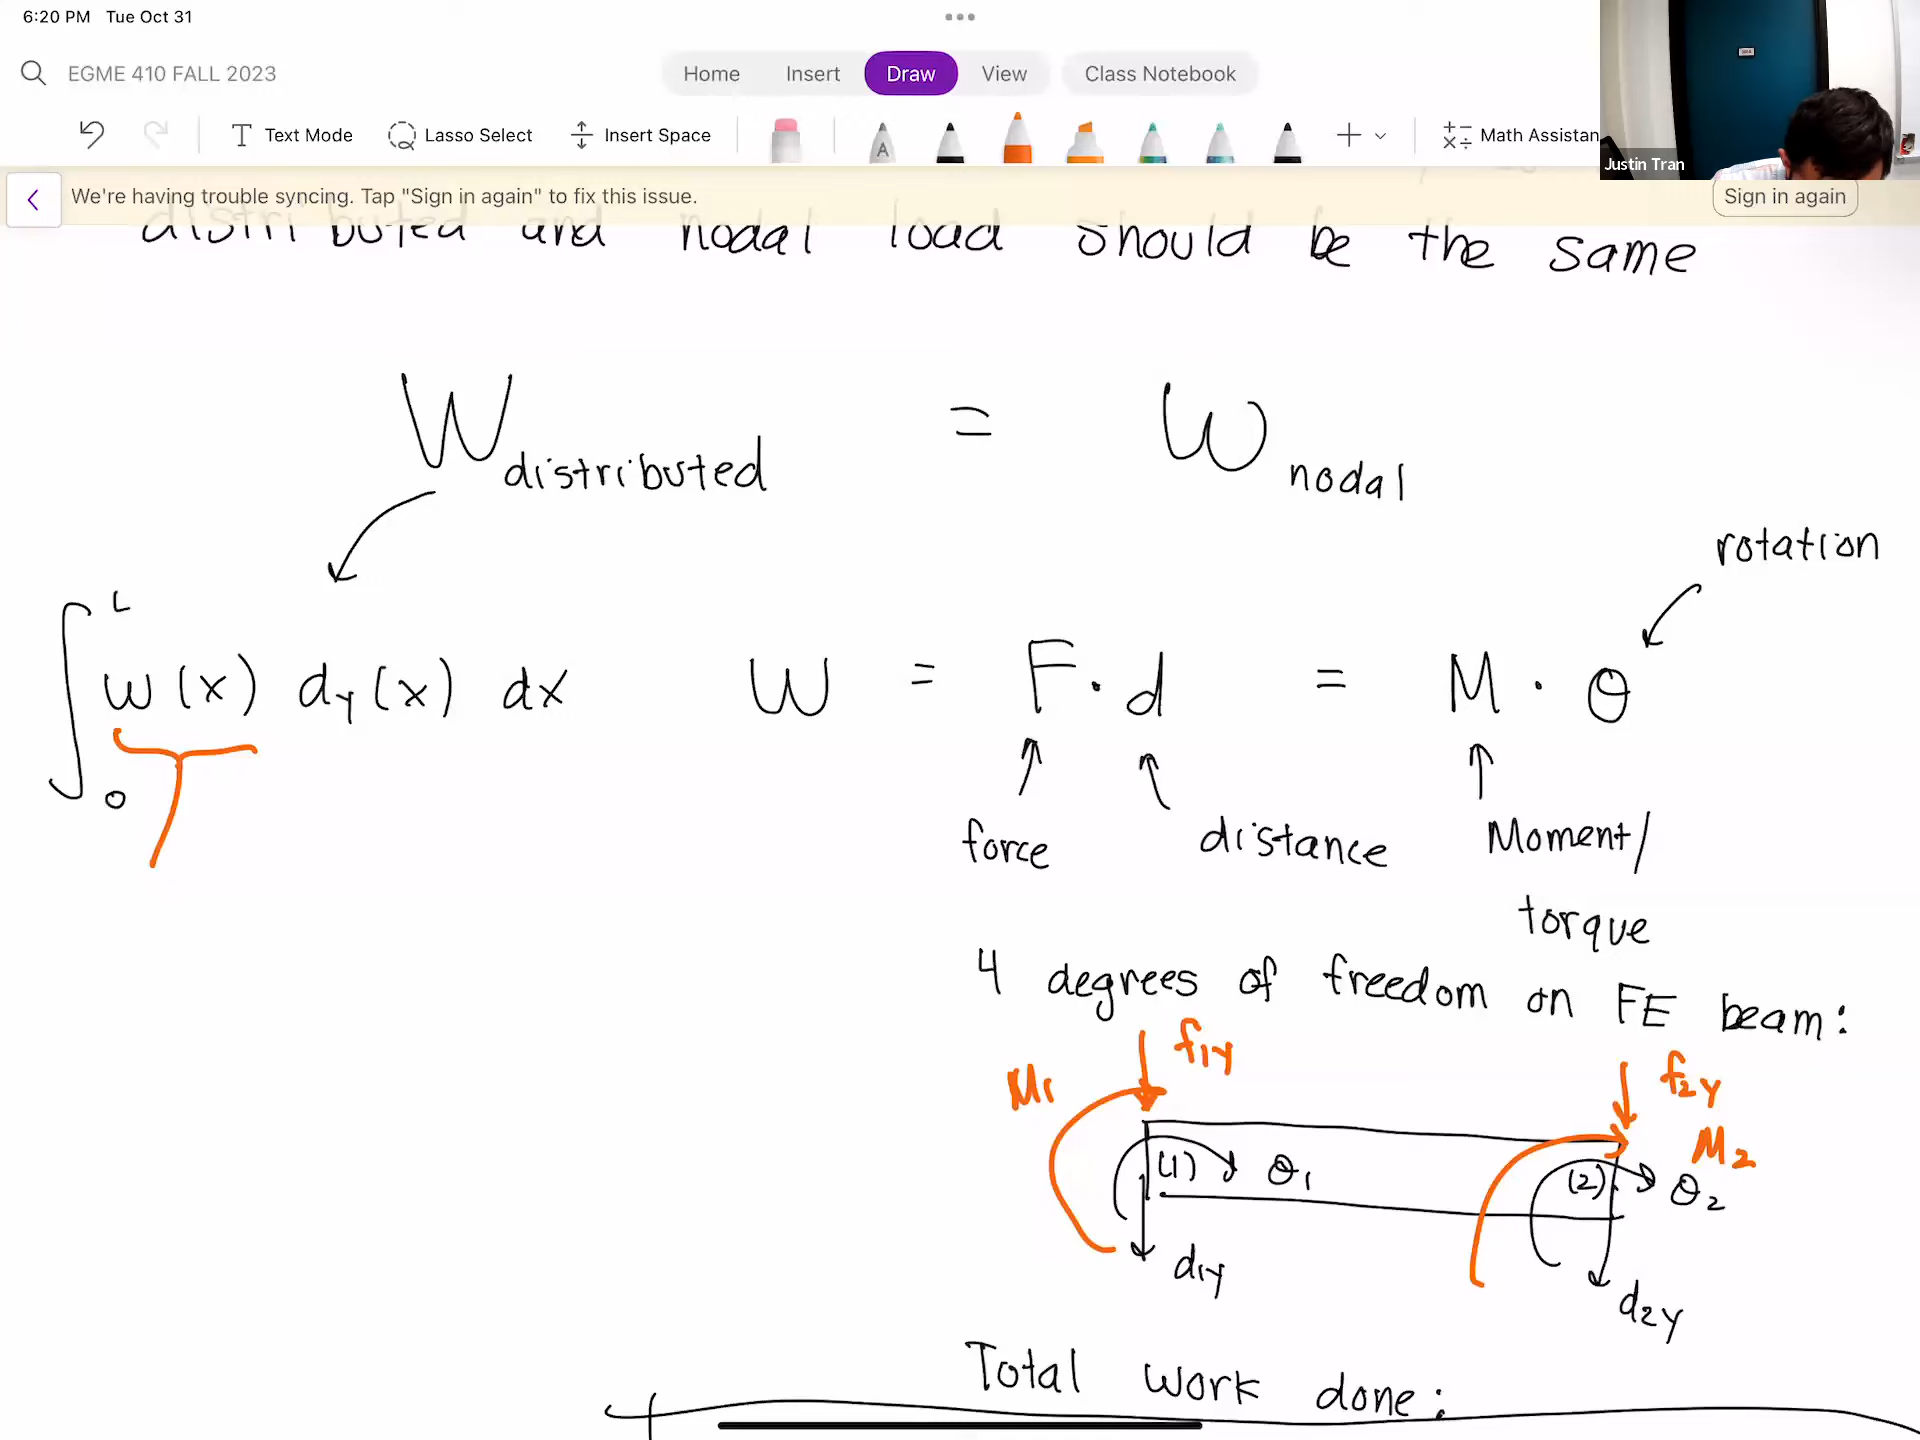 6:20 PM Tue Oct 31
EGME 410 FALL 2023
Home Insert Draw View Class Notebook
Text Mode Lasso Select Insert Space Math Assistan
Justin Tran
We're having trouble syncing. Tap "Sign in again" to fix this issue.
Sign in again
distributed and nodal load should be the same
W distributed = W nodal
rotation
∫₀ᴸ w(x) dy(x) dx W = F · d = M · θ
force distance Moment/
torque
4 degrees of freedom on FE beam:
M₁ f₁y f₂y
M₂
(1) θ₁ (2) θ₂
d₁y d₂y
Total work done: